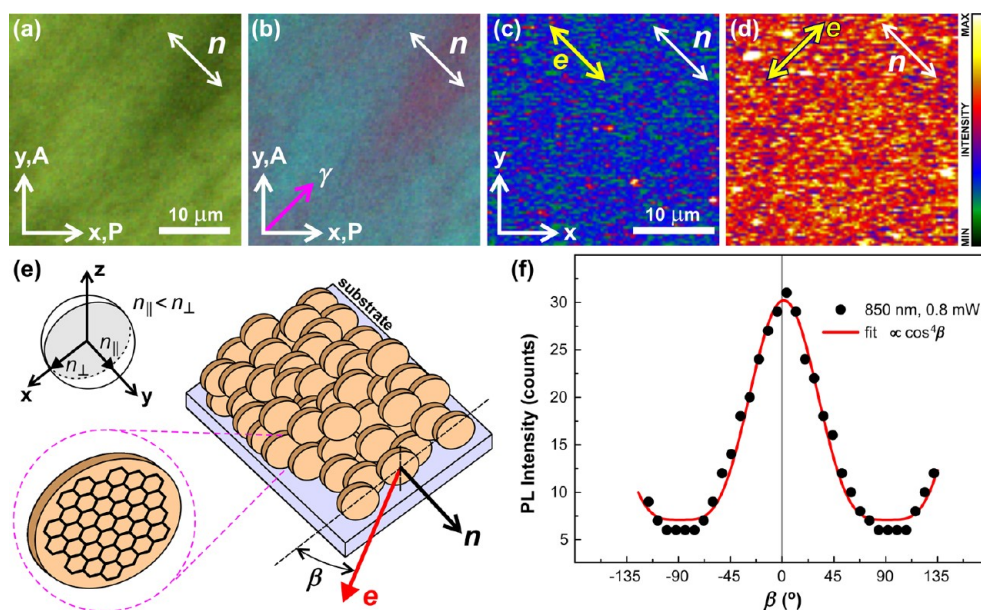 (a)
n
y,A
x,P
10 μm
(b)
n
y,A
γ
x,P
(c)
e
n
y
x
10 μm
(d)
e
n
MAX
INTENSITY
MIN
(e)
z
n∥ < n⊥
n∥
n⊥
x
y
substrate
n
β
e
(f)
PL Intensity (counts)
30
25
20
15
10
5
850 nm, 0.8 mW
fit ∝ cos⁴β
-135 -90 -45 0 45 90 135
β (º)